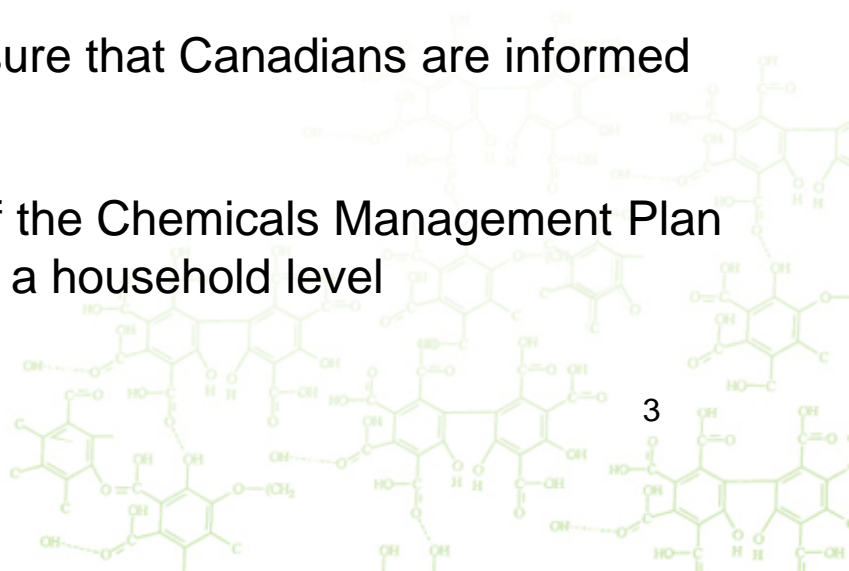 sure that Canadians are informed
the Chemicals Management Plan
a household level
3